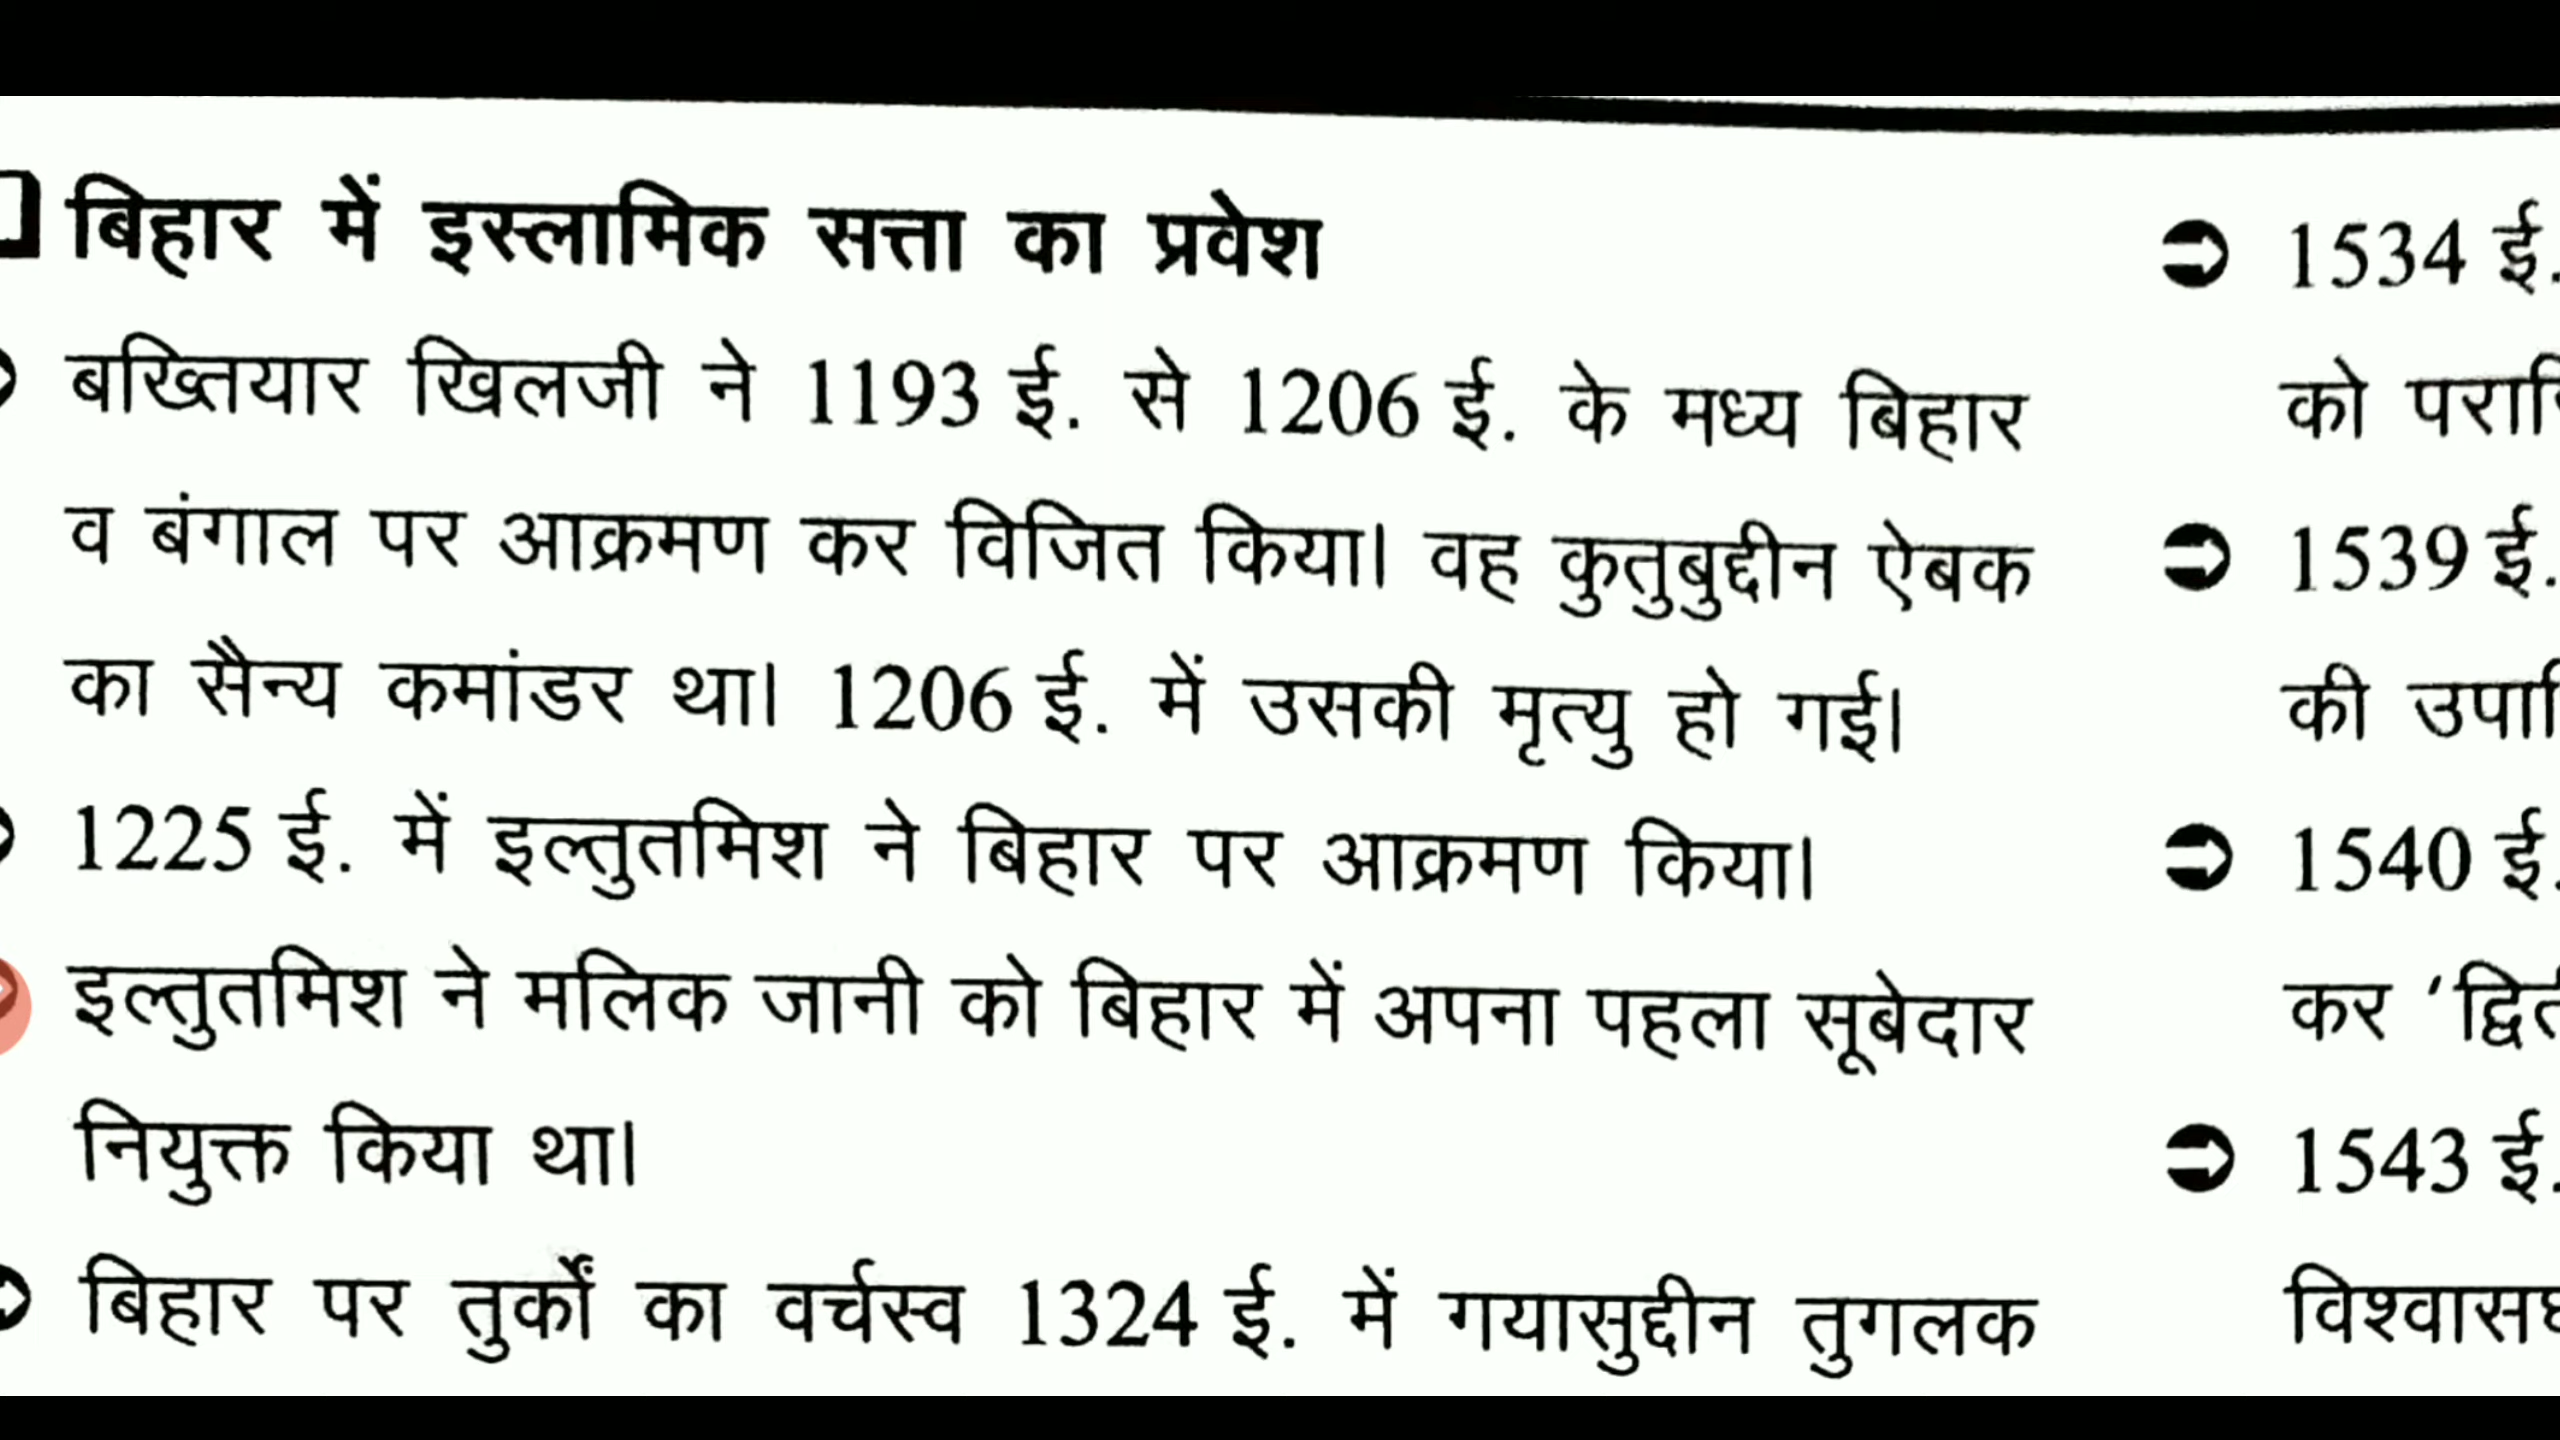 बिहार में इस्लामिक सत्ता का प्रवेश
बख्तियार खिलजी ने 1193 ई. से 1206 ई. के मध्य बिहार
व बंगाल पर आक्रमण कर विजित किया। वह कुतुबुद्दीन ऐबक
का सैन्य कमांडर था। 1206 ई. में उसकी मृत्यु हो गई।
1225 ई. में इल्तुतमिश ने बिहार पर आक्रमण किया।
इल्तुतमिश ने मलिक जानी को बिहार में अपना पहला सूबेदार
नियुक्त किया था।
बिहार पर तुर्कों का वर्चस्व 1324 ई. में गयासुद्दीन तुगलक
1534 ई.
को
1539 ई.
की
1540 ई.
कर
1543 ई.